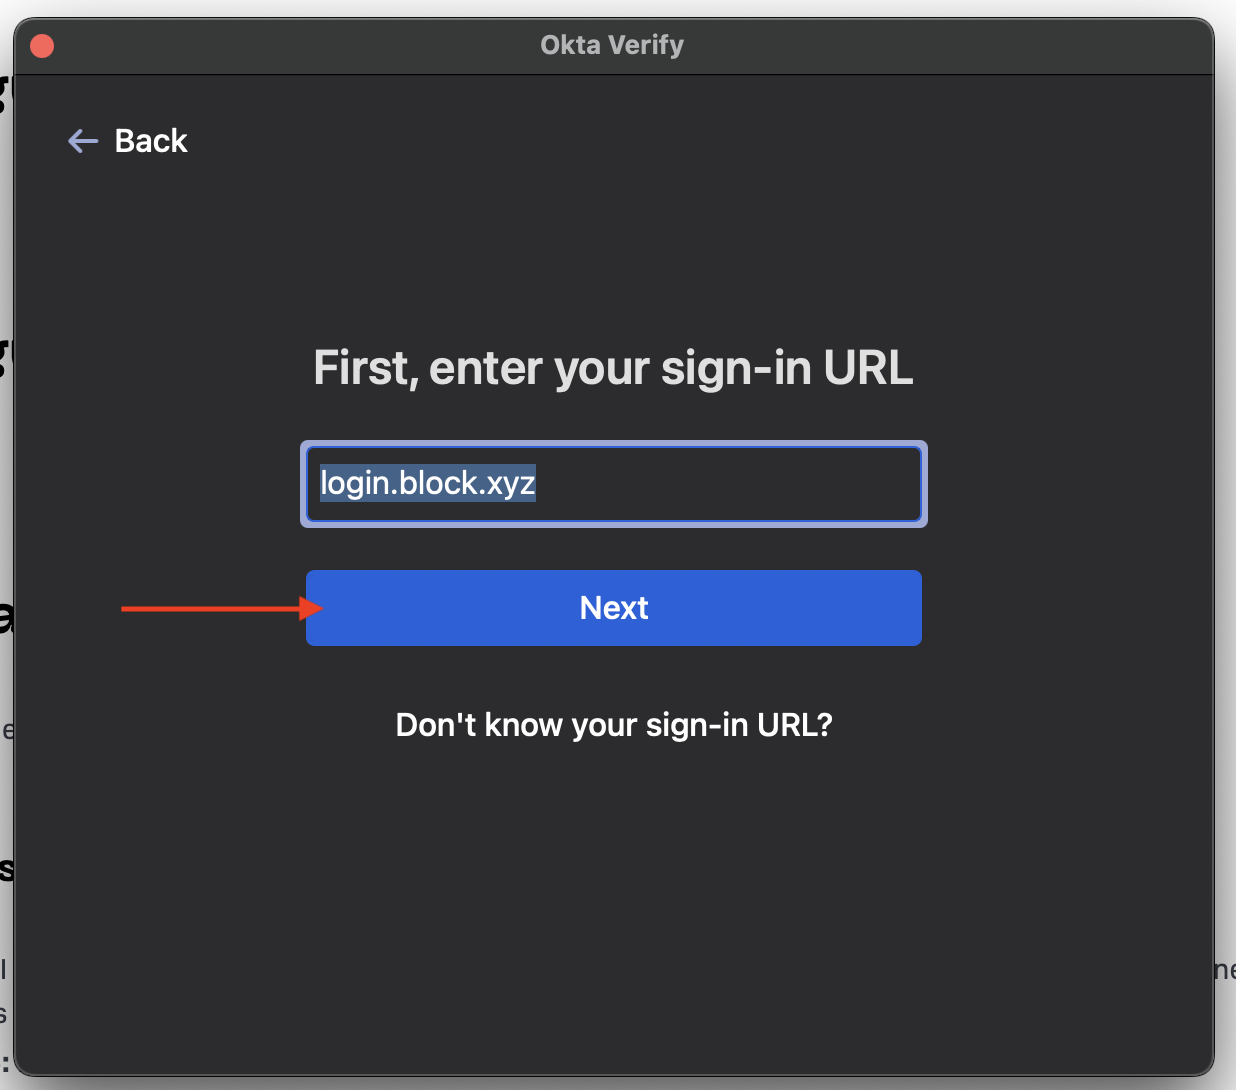 Okta Verify
Back
First, enter your sign-in URL
login.block.xyz
Next
Don't know your sign-in URL?